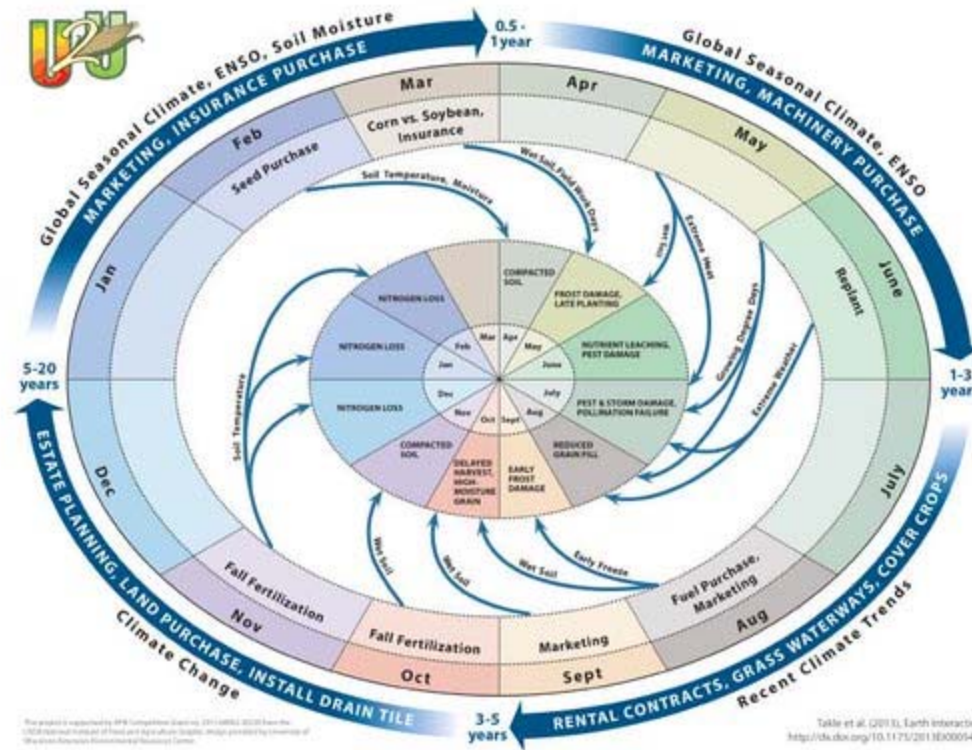 U2U
Global Seasonal Climate, ENSO, Soil Moisture
MARKETING, INSURANCE PURCHASE
0.5 -
1 year
Global Seasonal Climate, ENSO
MARKETING, MACHINERY PURCHASE
1-3
year
RENTAL CONTRACTS, GRASS WATERWAYS, COVER CROPS
Recent Climate Trends
3-5
years
ESTATE PLANNING, LAND PURCHASE, INSTALL DRAIN TILE
Climate Change
5-20
years
Jan
Feb
Mar
Apr
May
June
July
Aug
Sept
Oct
Nov
Dec
Seed Purchase
Corn vs. Soybean,
Insurance
Replant
Fuel Purchase,
Marketing
Marketing
Fall Fertilization
Fall Fertilization
Soil Temperature, Moisture
Wet Soil, Field Work Days
Wet Soil
Extreme Heat
Growing Degree Days
Extreme Weather
Early Freeze
Wet Soil
Wet Soil
Wet Soil
Soil Temperature
NITROGEN LOSS
COMPACTED
SOIL
FROST DAMAGE,
LATE PLANTING
NUTRIENT LEACHING,
PEST DAMAGE
PEST & STORM DAMAGE,
POLLINATION FAILURE
REDUCED
GRAIN FILL
EARLY
FROST
DAMAGE
DELAYED
HARVEST,
HIGH-
MOISTURE
GRAIN
COMPACTED
SOIL
NITROGEN LOSS
NITROGEN LOSS
Jan
Feb
Mar
Apr
May
June
July
Aug
Sept
Oct
Nov
Dec
Takle et al. (2013), Earth Interacti